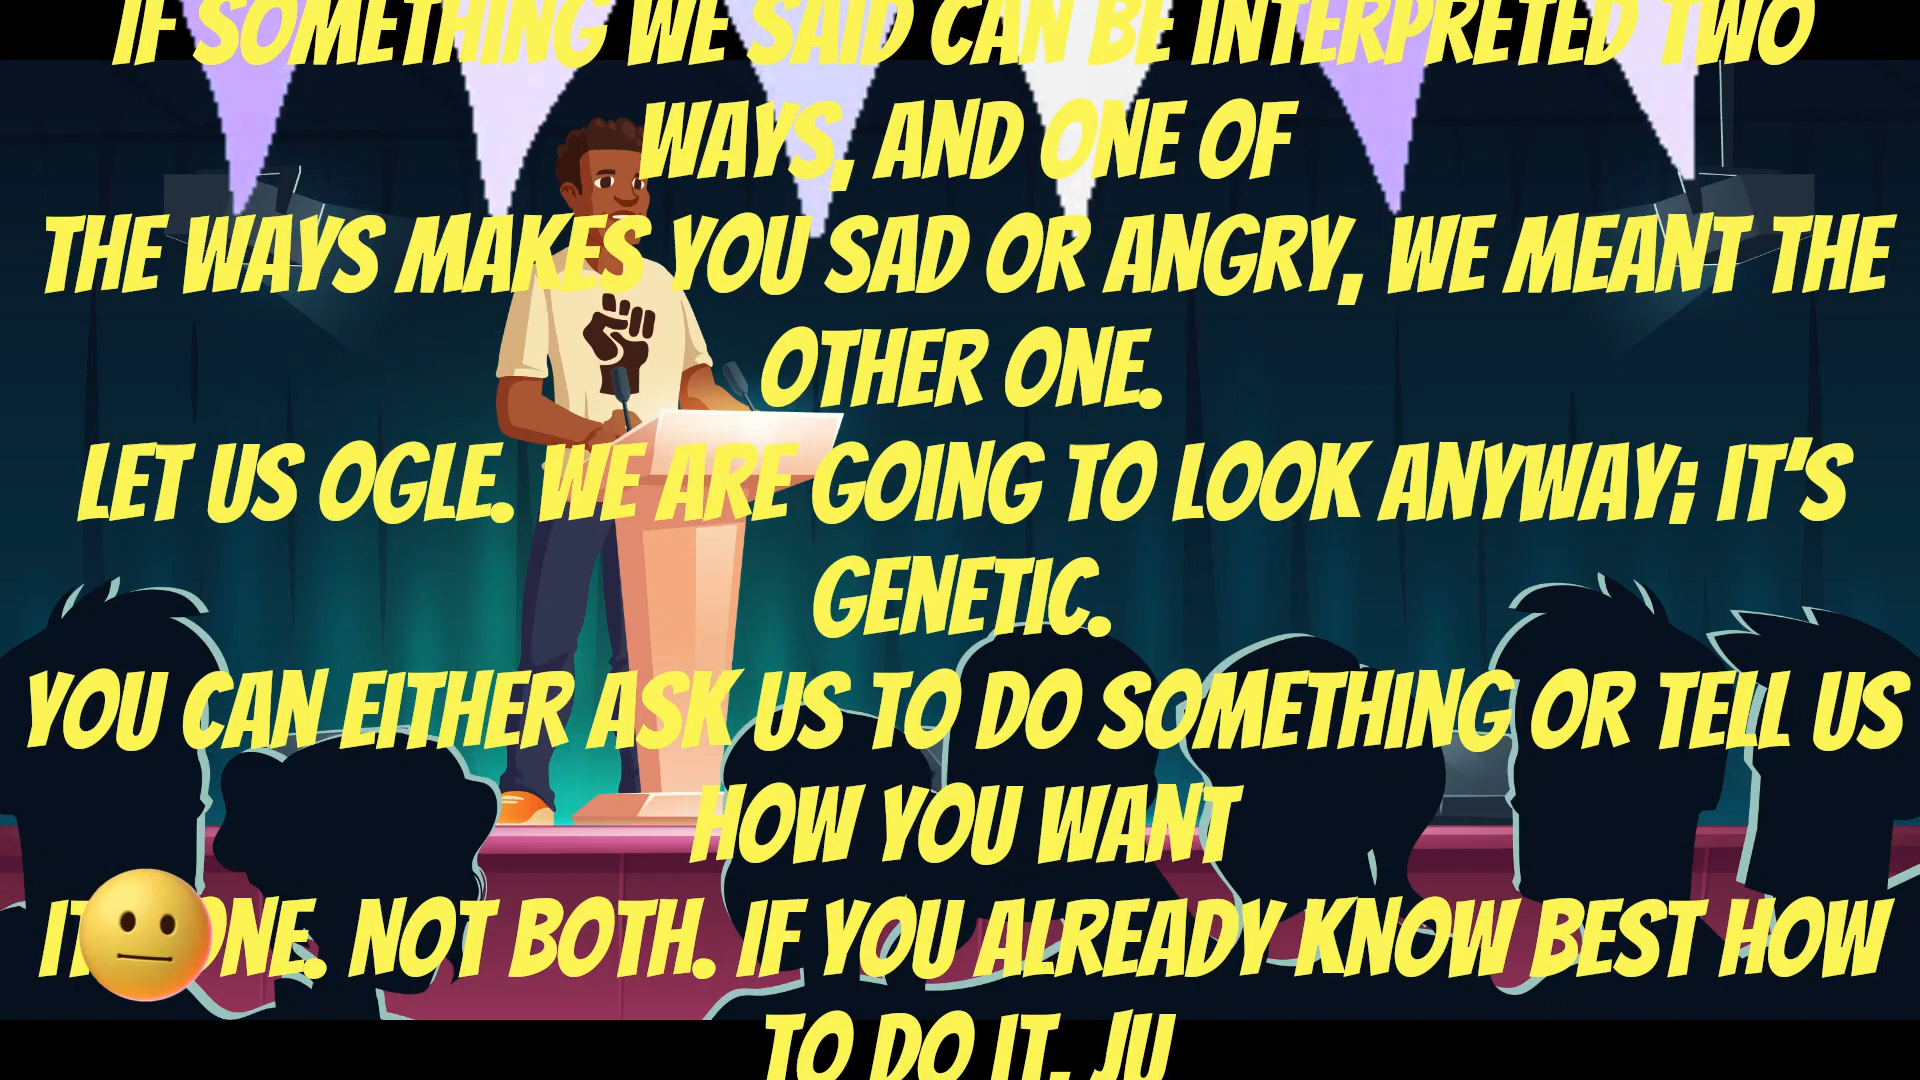 IF SOMETHING WE SAID CAN BE INTERPRETED TWO
WAYS, AND ONE OF
THE WAYS MAKES YOU SAD OR ANGRY, WE MEANT THE
OTHER ONE.
LET US OGLE. WE ARE GOING TO LOOK ANYWAY; IT'S
GENETIC.
YOU CAN EITHER ASK US TO DO SOMETHING OR TELL US
HOW YOU WANT
NOT BOTH. IF YOU ALREADY KNOW BEST HOW
TO DO IT, JU